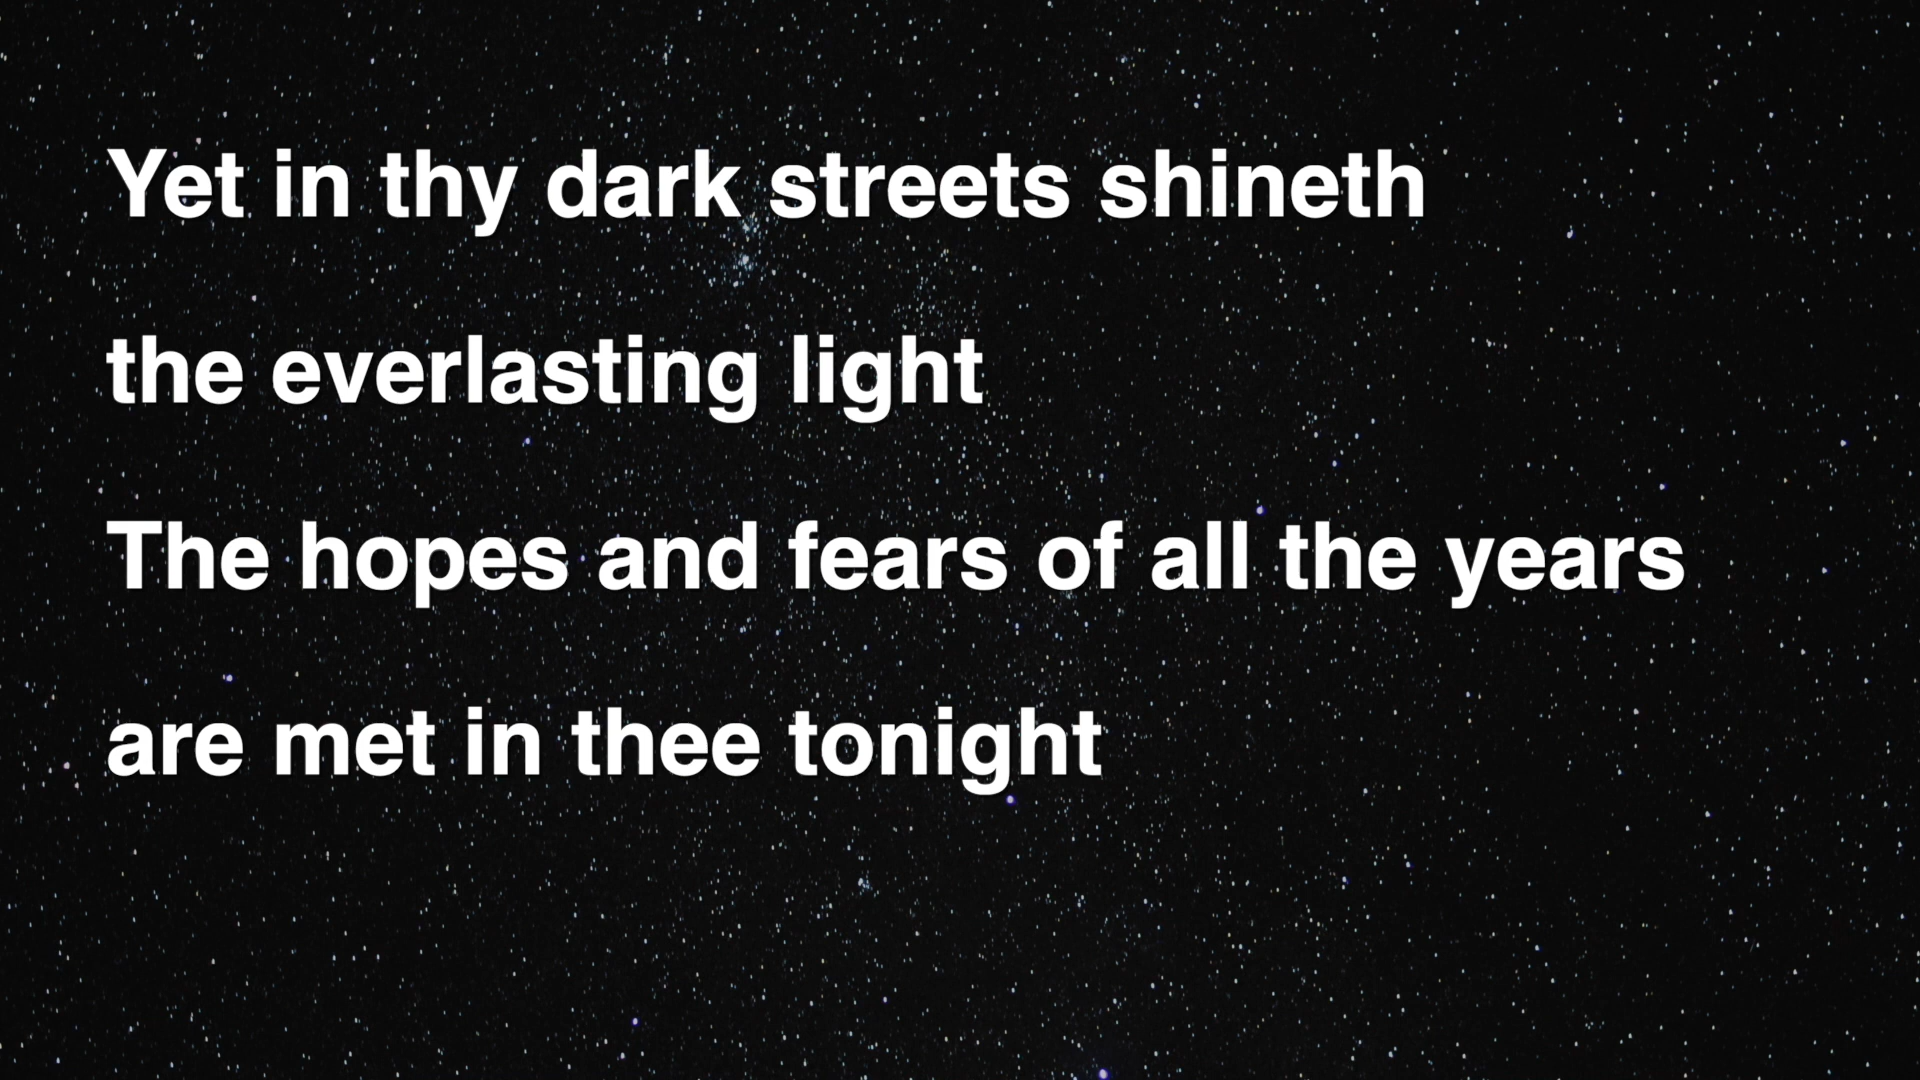 Yet in thy dark streets shineth
the everlasting light
The hopes and fears of all the years
are met in thee tonight